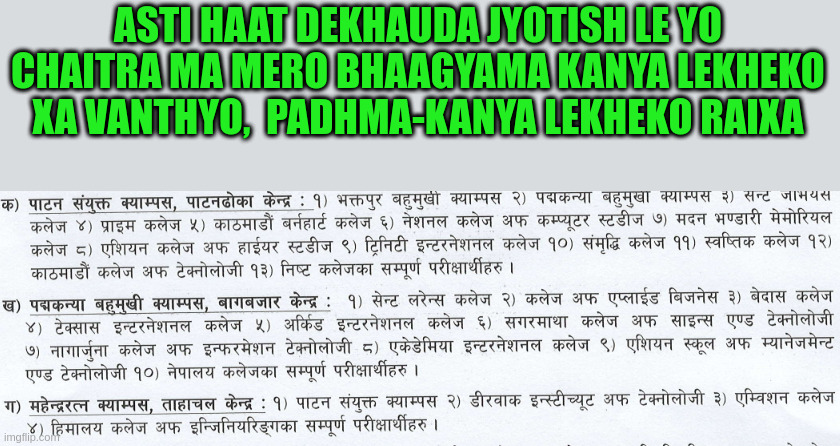 ASTI HAAT DEKHAUDA JYOTISH LE YO
CHAITRA MA MERO BHAAGYAMA KANYA LEKHEKO
XA VANTHYO, PADHMA-KANYA LEKHEKO RAIXA
क) पाटन संयुक्त क्याम्पस, पाटनढोका केन्द्र : १) भक्तपुर बहुमुखी क्याम्पस २) पद्मकन्या बहुमुखी क्याम्पस ३) सेन्ट जेभियर्स
कलेज ४) प्राइम कलेज ५) काठमाडौं बर्नहार्ट कलेज ६) नेशनल कलेज अफ कम्प्यूटर स्टडीज ७) मदन भण्डारी मेमोरियल
कलेज ८) एशियन कलेज अफ हाईयर स्टडीज ९) ट्रिनिटी इन्टरनेशनल कलेज १०) संमृद्धि कलेज ११) स्वष्तिक कलेज १२)
काठमाडौं कलेज अफ टेक्नोलोजी १३) निष्ट कलेजका सम्पूर्ण परीक्षार्थीहरु ।
ख) पद्मकन्या बहुमुखी क्याम्पस, बागबजार केन्द्र : १) सेन्ट लरेन्स कलेज २) कलेज अफ एप्लाईड बिजनेस ३) बेदास कलेज
४) टेक्सास इन्टरनेशनल कलेज ५) अर्किड इन्टरनेशनल कलेज ६) सगरमाथा कलेज अफ साइन्स एण्ड टेक्नोलोजी
७) नागार्जुना कलेज अफ इन्फरमेशन टेक्नोलोजी ८) एकेडेमिया इन्टरनेशनल कलेज ९) एशियन स्कूल अफ म्यानेजमेन्ट
एण्ड टेक्नोलोजी १०) नेपालय कलेजका सम्पूर्ण परीक्षार्थीहरु ।
ग) महेन्द्ररत्न क्याम्पस, ताहाचल केन्द्र : १) पाटन संयुक्त क्याम्पस २) डीरवाक इन्स्टीच्यूट अफ टेक्नोलोजी ३) एम्विशन कलेज
४) हिमालय कलेज अफ इन्जिनियरिङ्गका सम्पूर्ण परीक्षार्थीहरु ।
imgflip.com